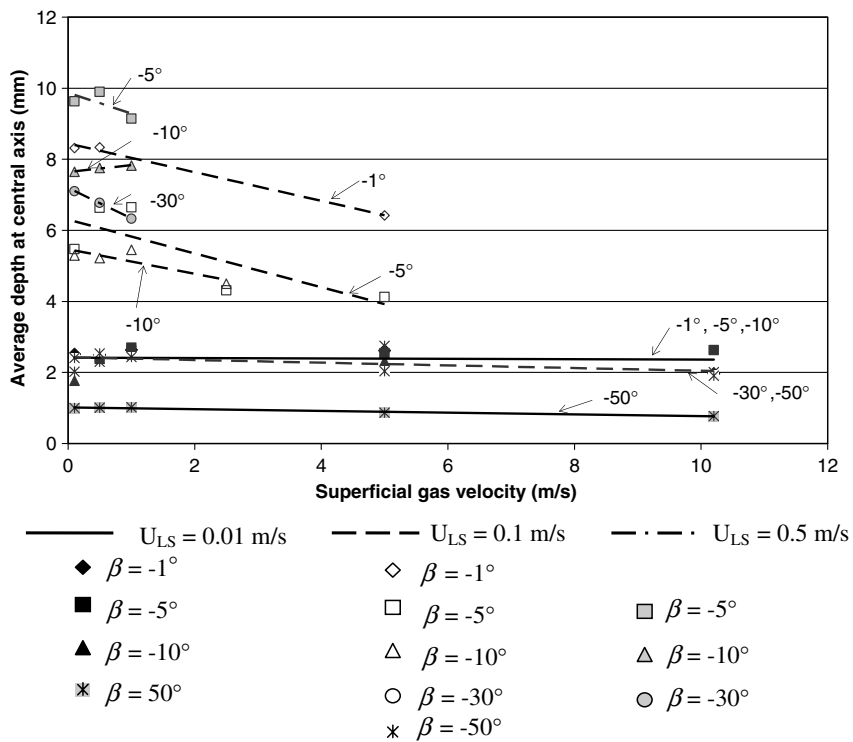 12
10
8
6
4
2
0
Average depth at central axis (mm)
-5°
-10°
-30°
-1°
-5°
-10°
-1°, -5° ,-10°
-30° ,-50°
-50°
0 2 4 6 8 10 12
Superficial gas velocity (m/s)
U_LS = 0.01 m/s U_LS = 0.1 m/s U_LS = 0.5 m/s
β = -1° β = -1°
β = -5° β = -5° β = -5°
β = -10° β = -10° β = -10°
β = 50° β = -30° β = -30°
β = -50°